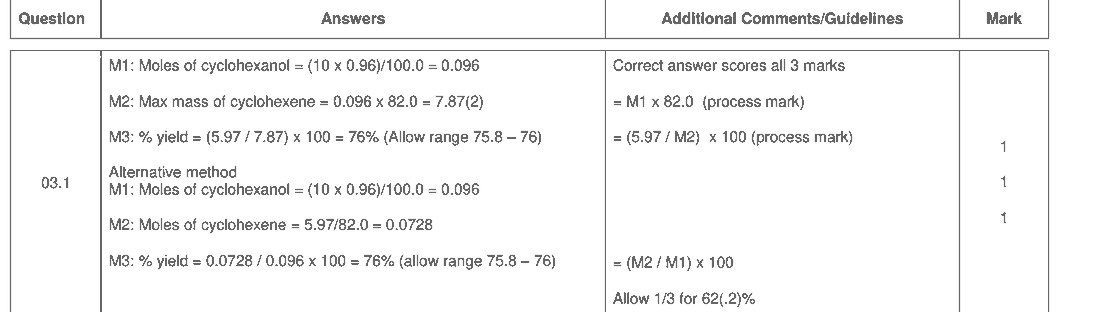 Question Answers Additional Comments/Guidelines Mark
M1: Moles of cyclohexanol = (10 x 0.96)/100.0 = 0.096 Correct answer scores all 3 marks
M2: Max mass of cyclohexene = 0.096 x 82.0 = 7.87(2) = M1 x 82.0 (process mark)
M3: % yield = (5.97 / 7.87) x 100 = 76% (Allow range 75.8 – 76) = (5.97 / M2) x 100 (process mark)
1
Alternative method
03.1
M1: Moles of cyclohexanol = (10 x 0.96)/100.0 = 0.096
1
M2: Moles of cyclohexene = 5.97/82.0 = 0.0728
1
M3: % yield = 0.0728 / 0.096 x 100 = 76% (allow range 75.8 – 76) = (M2 / M1) x 100
Allow 1/3 for 62(.2)%